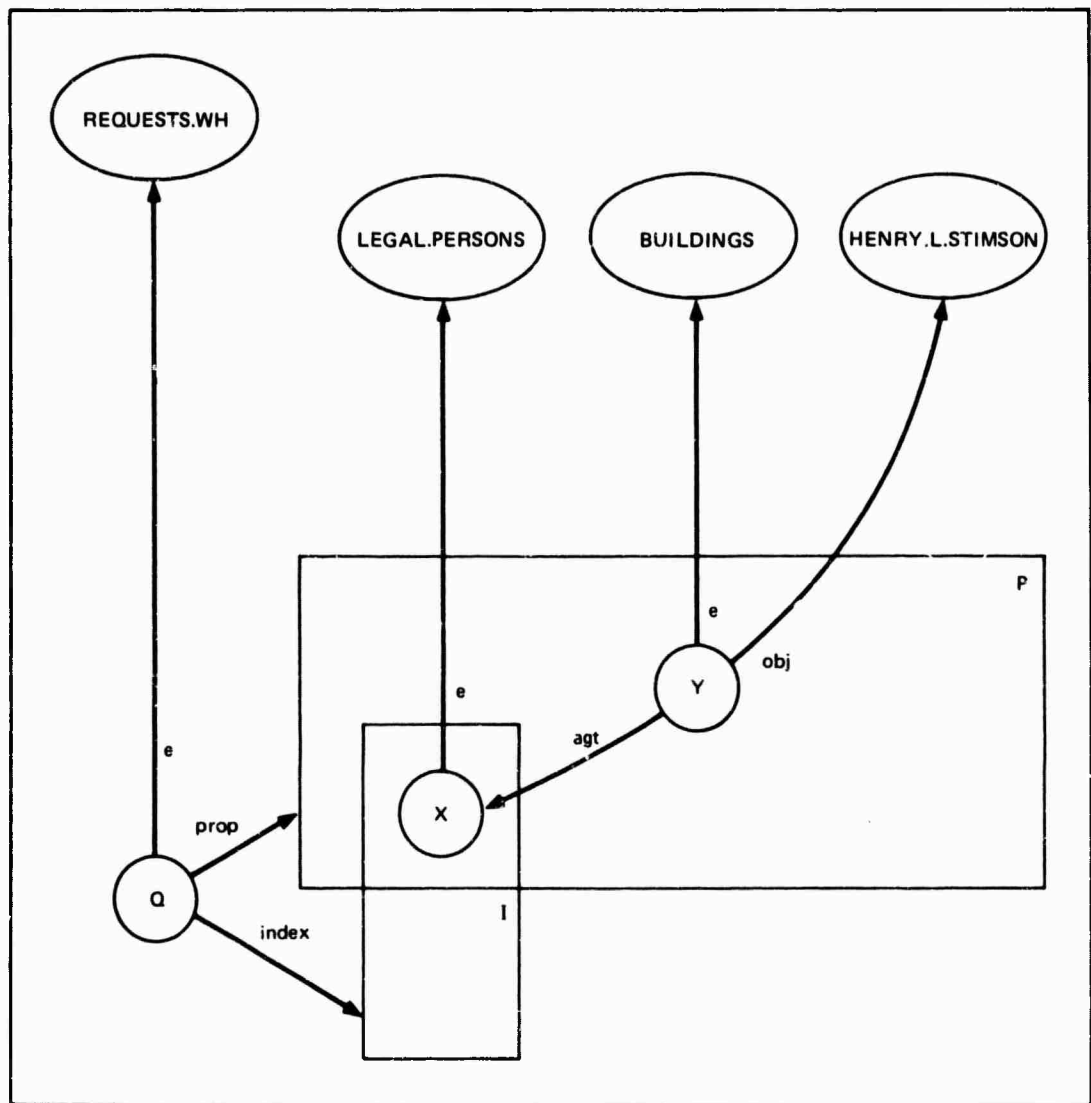 REQUESTS.WH
LEGAL.PERSONS
BUILDINGS
HENRY.L.STIMSON
P
e
obj
Y
e
agt
e
X
prop
Q
I
index